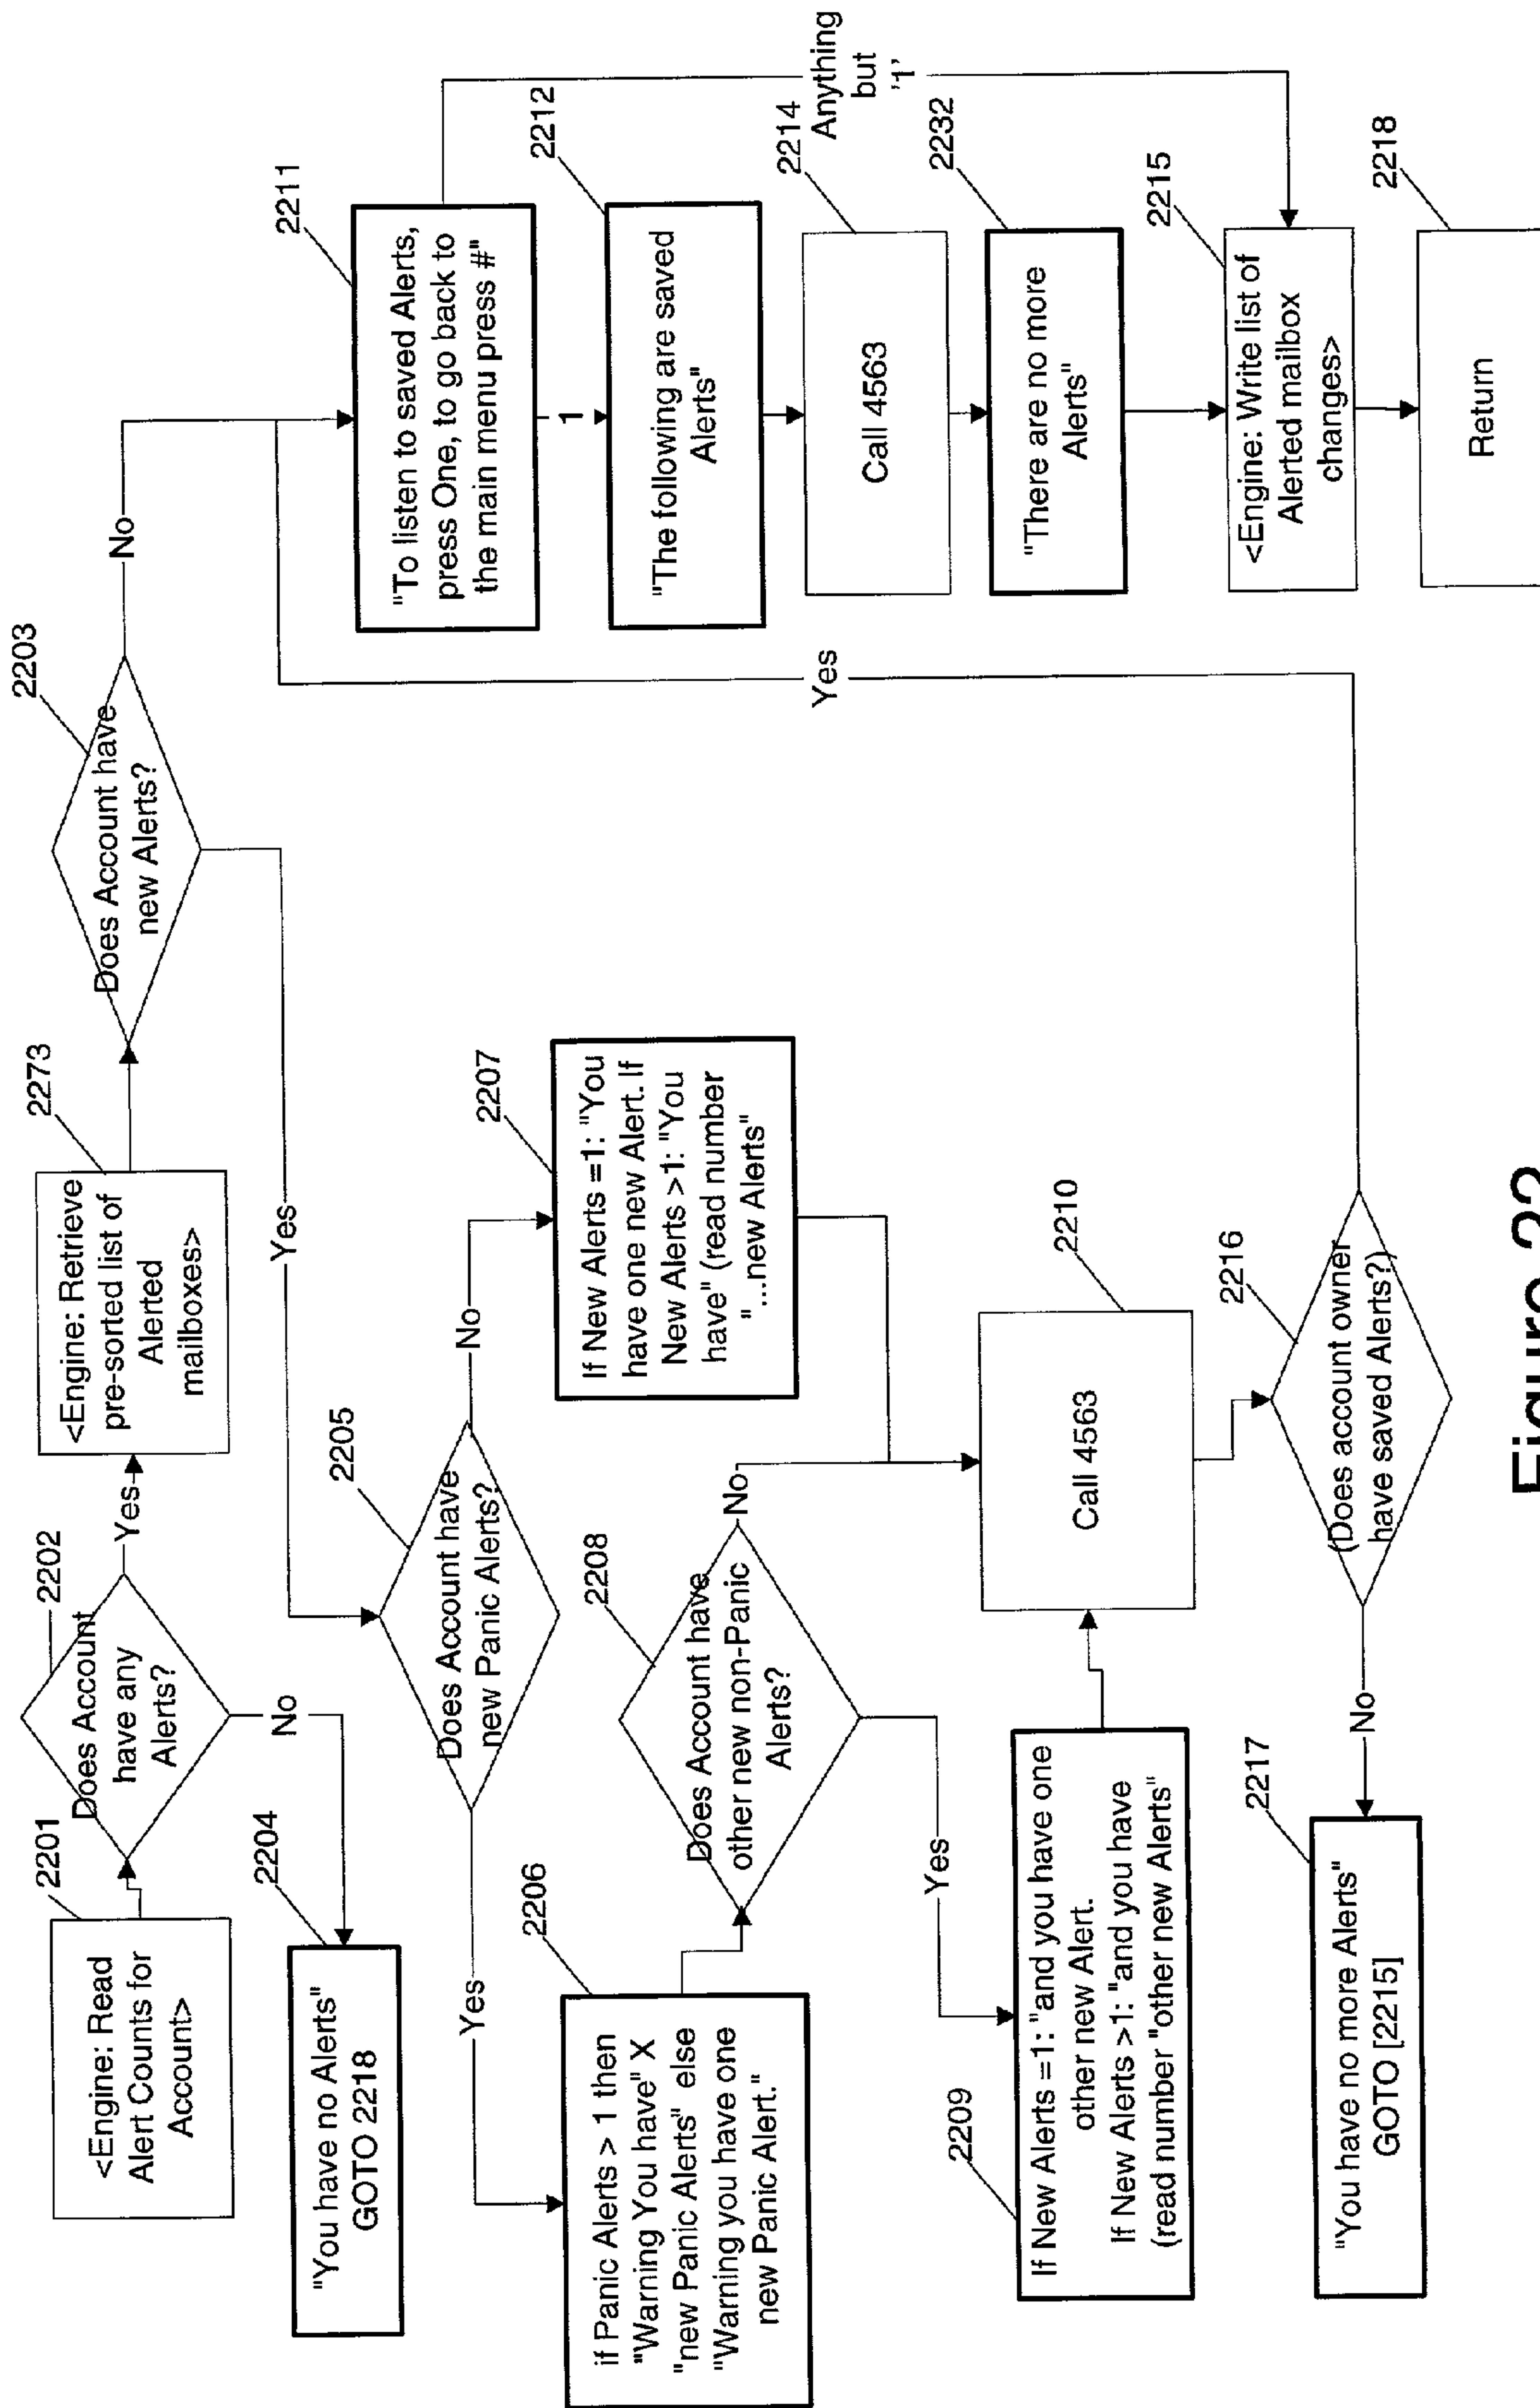 2201
<Engine: Read
Alert Counts for
Account>
2202
Does Account
have any
Alerts?
Yes
No
2204
"You have no Alerts"
GOTO 2218
2273
<Engine: Retrieve
pre-sorted list of
Alerted
mailboxes>
2203
Does Account have
new Alerts?
No
Yes
2205
Does Account have
new Panic Alerts?
No
Yes
2206
if Panic Alerts > 1 then
"Warning You have" X
"new Panic Alerts" else
"Warning you have one
new Panic Alert."
2207
If New Alerts =1: "You
have one new Alert. If
New Alerts >1: "You
have" (read number
"...new Alerts"
2208
Does Account have
other new non-Panic
Alerts?
No
Yes
2209
If New Alerts =1: "and you have one
other new Alert.
If New Alerts >1: "and you have
(read number "other new Alerts"
2210
Call 4563
2216
(Does account owner
have saved Alerts?)
No
Yes
2217
"You have no more Alerts"
GOTO [2215]
2211
"To listen to saved Alerts,
press One, to go back to
the main menu press #"
1
Anything
but
'1'
2212
"The following are saved
Alerts"
2214
Call 4563
2232
"There are no more
Alerts"
2215
<Engine: Write list of
Alerted mailbox
changes>
2218
Return
Figure 22